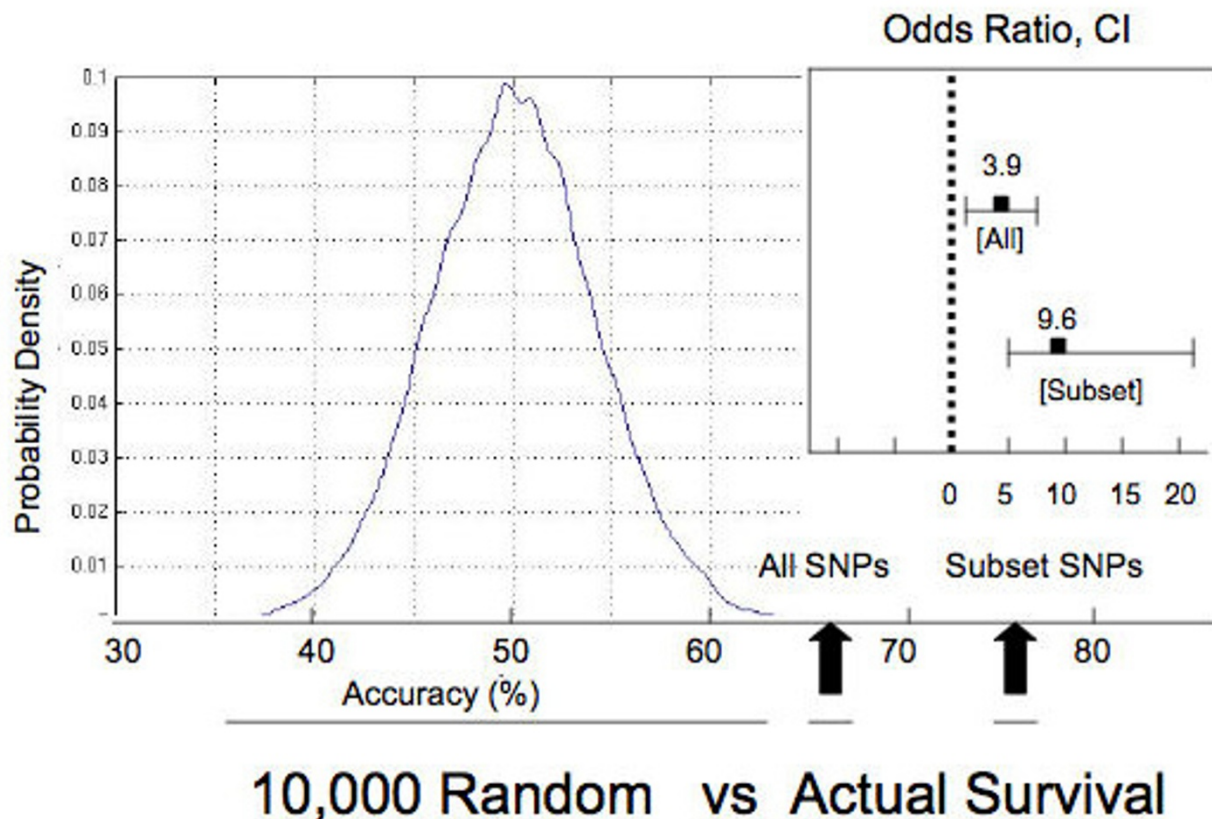 Odds Ratio, CI
0.1
0.09
0.08
0.07
0.06
0.05
0.04
0.03
0.02
0.01
Probability Density
3.9
[All]
9.6
[Subset]
0 5 10 15 20
All SNPs Subset SNPs
30 40 50 60 70 80
Accuracy (%)
10,000 Random vs Actual Survival